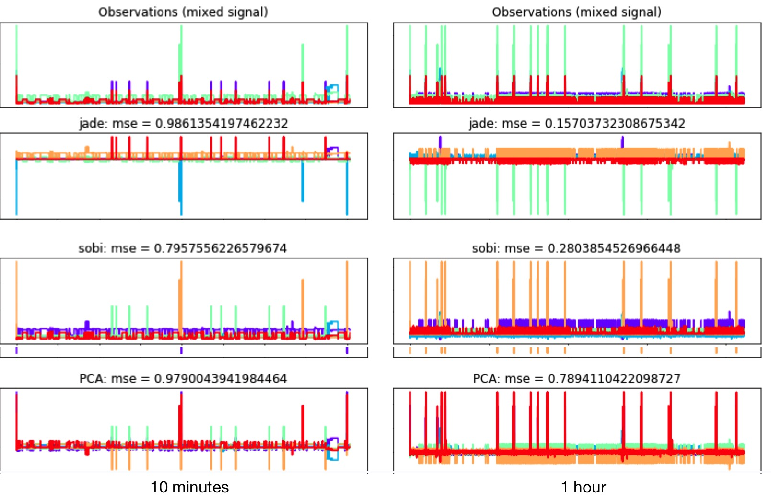 Observations (mixed signal)
jade: mse = 0.9861354197462232
sobi: mse = 0.7957556226579674
PCA: mse = 0.9790043941984464
10 minutes
Observations (mixed signal)
jade: mse = 0.15703732308675342
sobi: mse = 0.2803854526966448
PCA: mse = 0.7894110422098727
1 hour